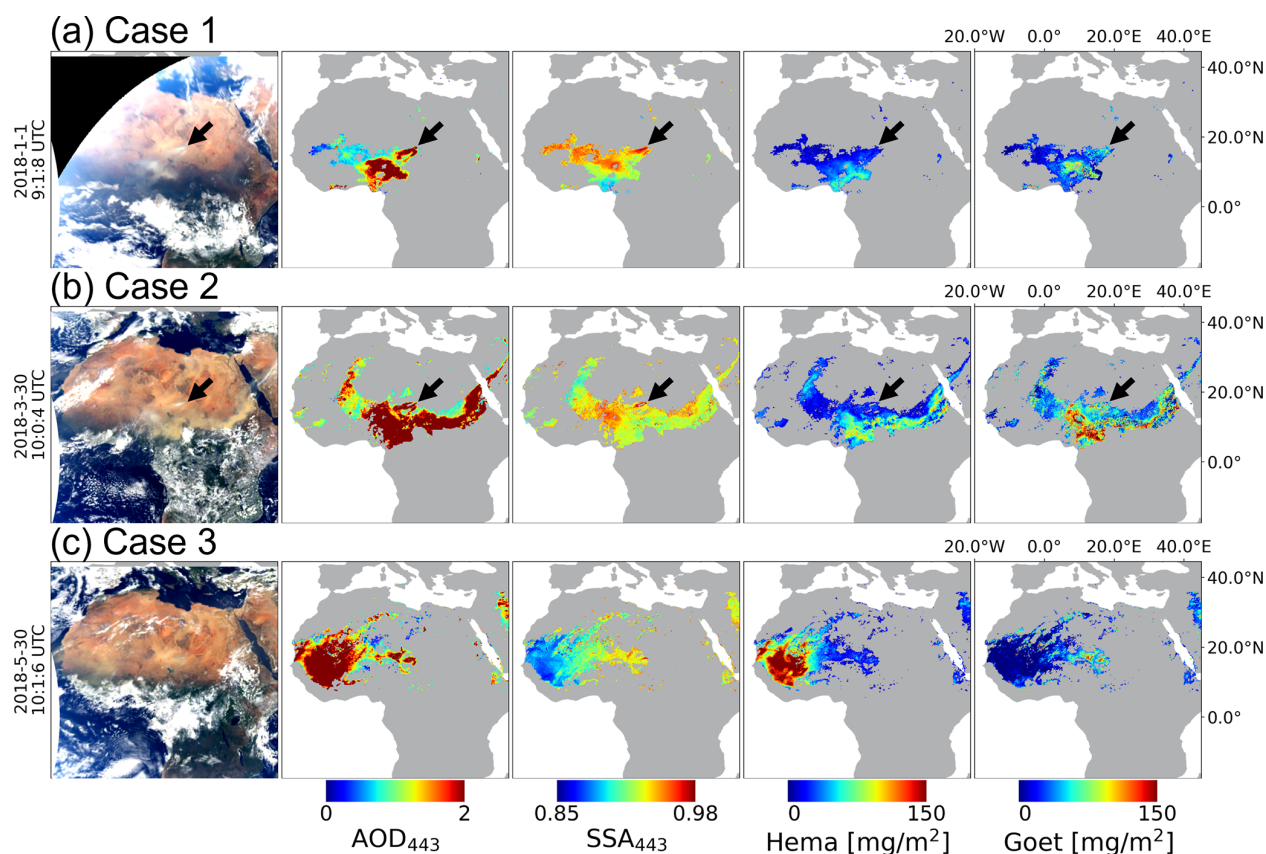 (a) Case 1
20.0°W 0.0° 20.0°E 40.0°E
2018-1-1
9:1:8 UTC
40.0°N
20.0°N
0.0°
(b) Case 2
20.0°W 0.0° 20.0°E 40.0°E
2018-3-30
10:0:4 UTC
40.0°N
20.0°N
0.0°
(c) Case 3
20.0°W 0.0° 20.0°E 40.0°E
2018-5-30
10:1:6 UTC
40.0°N
20.0°N
0.0°
0 2 0.85 0.98 0 150 0 150
AOD₄₄₃ SSA₄₄₃ Hema [mg/m²] Goet [mg/m²]